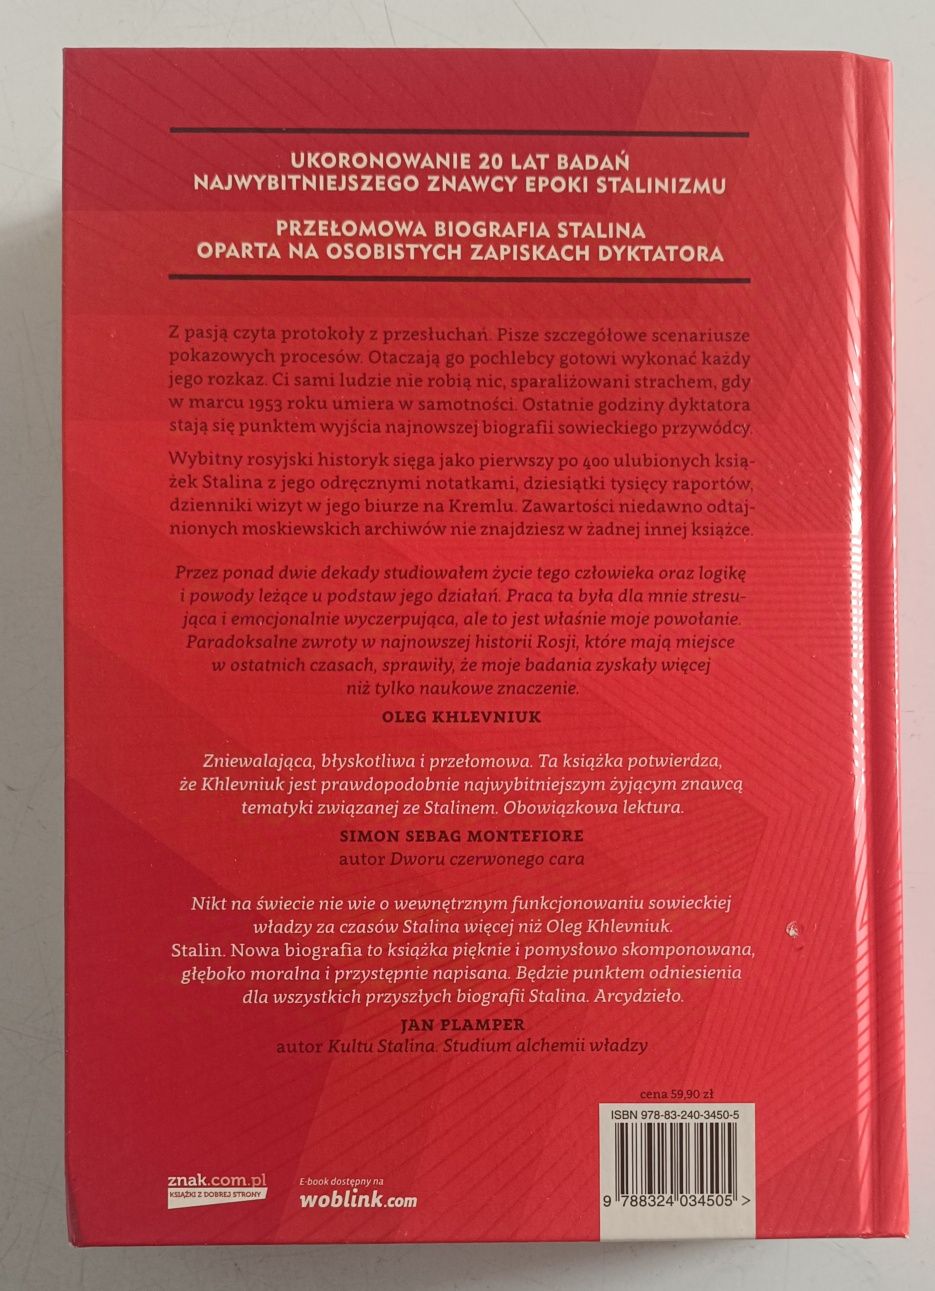 UKORONOWANIE 20 LAT BADAŃ
NAJWYBITNIEJSZEGO ZNAWCY EPOKI STALINIZMU
PRZEŁOMOWA BIOGRAFIA STALINA
OPARTA NA OSOBISTYCH ZAPISKACH DYKTATORA
Z pasją czyta protokoły z przesłuchań. Pisze szczegółowe scenariusze
pokazowych procesów. Otaczają go pochlebcy gotowi wykonać każdy
jego rozkaz. Ci sami ludzie nie robią nic, sparaliżowani strachem, gdy
w marcu 1953 roku umiera w samotności. Ostatnie godziny dyktatora
stają się punktem wyjścia najnowszej biografii sowieckiego przywódcy.
Wybitny rosyjski historyk sięga jako pierwszy po 400 ulubionych ksią-
żek Stalina z jego odręcznymi notatkami, dziesiątki tysięcy raportów,
dzienniki wizyt w jego biurze na Kremlu. Zawartości niedawno odtaj-
nionych moskiewskich archiwów nie znajdziesz w żadnej innej książce.
Przez ponad dwie dekady studiowałem życie tego człowieka oraz logikę
i powody leżące u podstaw jego działań. Praca ta była dla mnie stresu-
jąca i emocjonalnie wyczerpująca, ale to jest właśnie moje powołanie.
Paradoksalne zwroty w najnowszej historii Rosji, które mają miejsce
w ostatnich czasach, sprawiły, że moje badania zyskały więcej
niż tylko naukowe znaczenie.
OLEG KHLEVNIUK
Zniewalająca, błyskotliwa i przełomowa. Ta książka potwierdza,
że Khlevniuk jest prawdopodobnie najwybitniejszym żyjącym znawcą
tematyki związanej ze Stalinem. Obowiązkowa lektura.
SIMON SEBAG MONTEFIORE
autor Dworu czerwonego cara
Nikt na świecie nie wie o wewnętrznym funkcjonowaniu sowieckiej
władzy za czasów Stalina więcej niż Oleg Khlevniuk.
Stalin. Nowa biografia to książka pięknie i pomysłowo skomponowana,
głęboko moralna i przystępnie napisana. Będzie punktem odniesienia
dla wszystkich przyszłych biografii Stalina. Arcydzieło.
JAN PLAMPER
autor Kultu Stalina. Studium alchemii władzy
cena 59,90 zł
ISBN 978-83-240-3450-5
9 788324 034505 >
znak.com.pl
KSIĄŻKI Z DOBREJ STRONY
E-book dostępny na
woblink.com